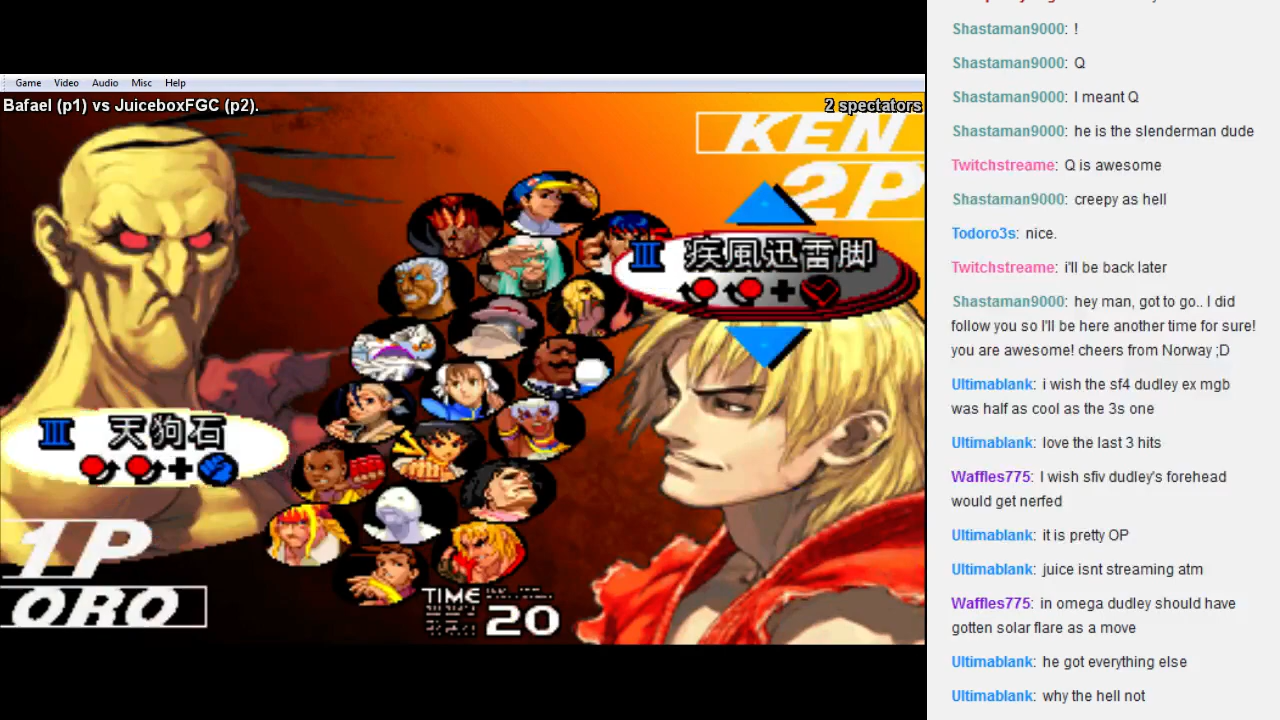 Game Video Audio Misc Help
Bafael (p1) vs JuiceboxFGC (p2).
2 spectators
KEN
2P
III 疾風迅雷脚
+
III 天狗石
+
1P
ORO
TIME
20
Shastaman9000: !
Shastaman9000: Q
Shastaman9000: I meant Q
Shastaman9000: he is the slenderman dude
Twitchstreame: Q is awesome
Shastaman9000: creepy as hell
Todoro3s: nice.
Twitchstreame: i'll be back later
Shastaman9000: hey man, got to go.. I did
follow you so I'll be here another time for sure!
you are awesome! cheers from Norway ;D
Ultimablank: i wish the sf4 dudley ex mgb
was half as cool as the 3s one
Ultimablank: love the last 3 hits
Waffles775: I wish sfiv dudley's forehead
would get nerfed
Ultimablank: it is pretty OP
Ultimablank: juice isnt streaming atm
Waffles775: in omega dudley should have
gotten solar flare as a move
Ultimablank: he got everything else
Ultimablank: why the hell not